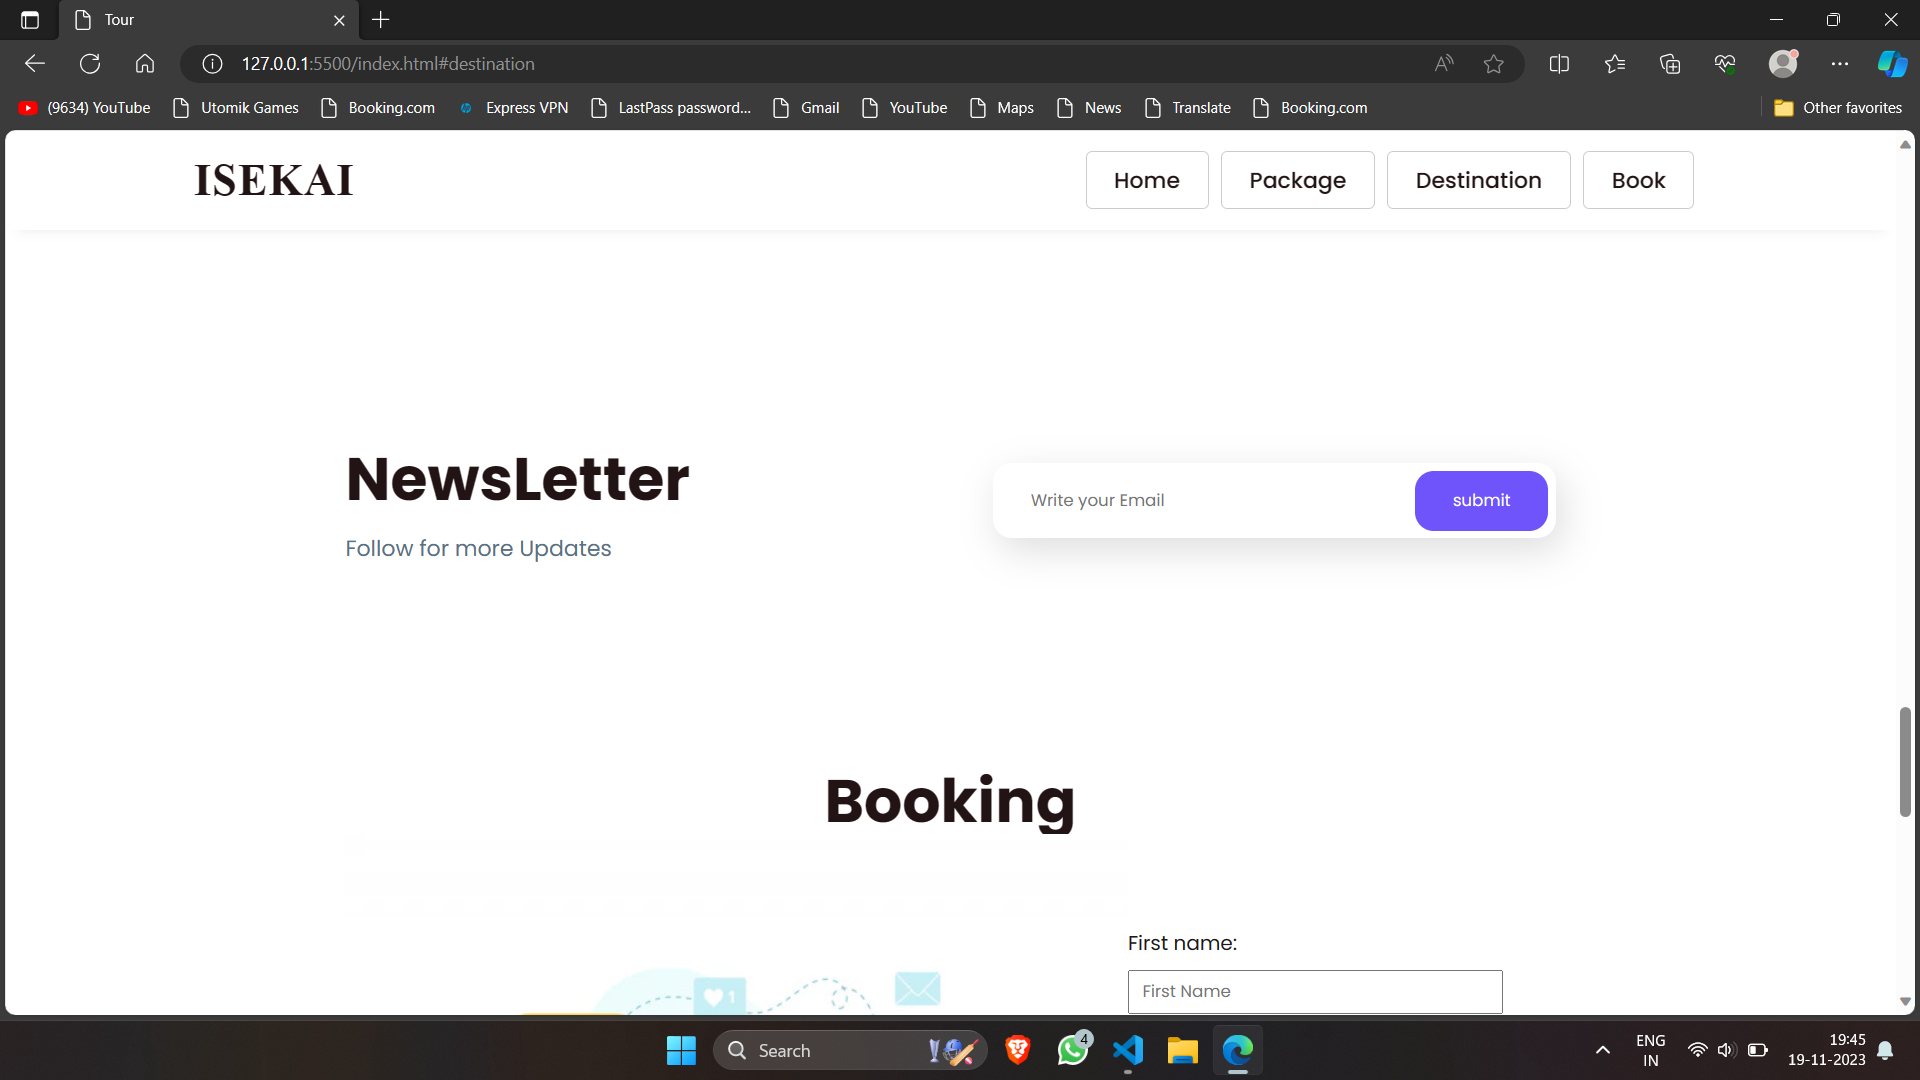 Tour
127.0.0.1:5500/index.html#destination
(9634) YouTube Utomik Games Booking.com Express VPN LastPass password... Gmail YouTube Maps News Translate Booking.com Other favorites
ISEKAI Home Package Destination Book
NewsLetter
Write your Email submit
Follow for more Updates
Booking
First name:
1
First Name
Search 4 ENG 19:45
IN 19-11-2023